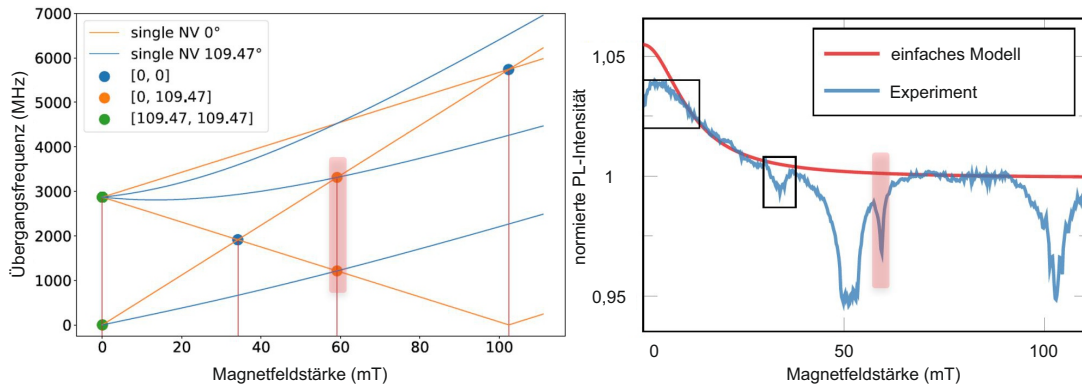 7000
6000
5000
4000
3000
2000
1000
0
Übergangsfrequenz (MHz)
single NV 0°
single NV 109.47°
[0, 0]
[0, 109.47]
[109.47, 109.47]
0
20
40
60
80
100
Magnetfeldstärke (mT)
1,05
1
0,95
normierte PL-Intensität
einfaches Modell
Experiment
0
50
100
Magnetfeldstärke (mT)